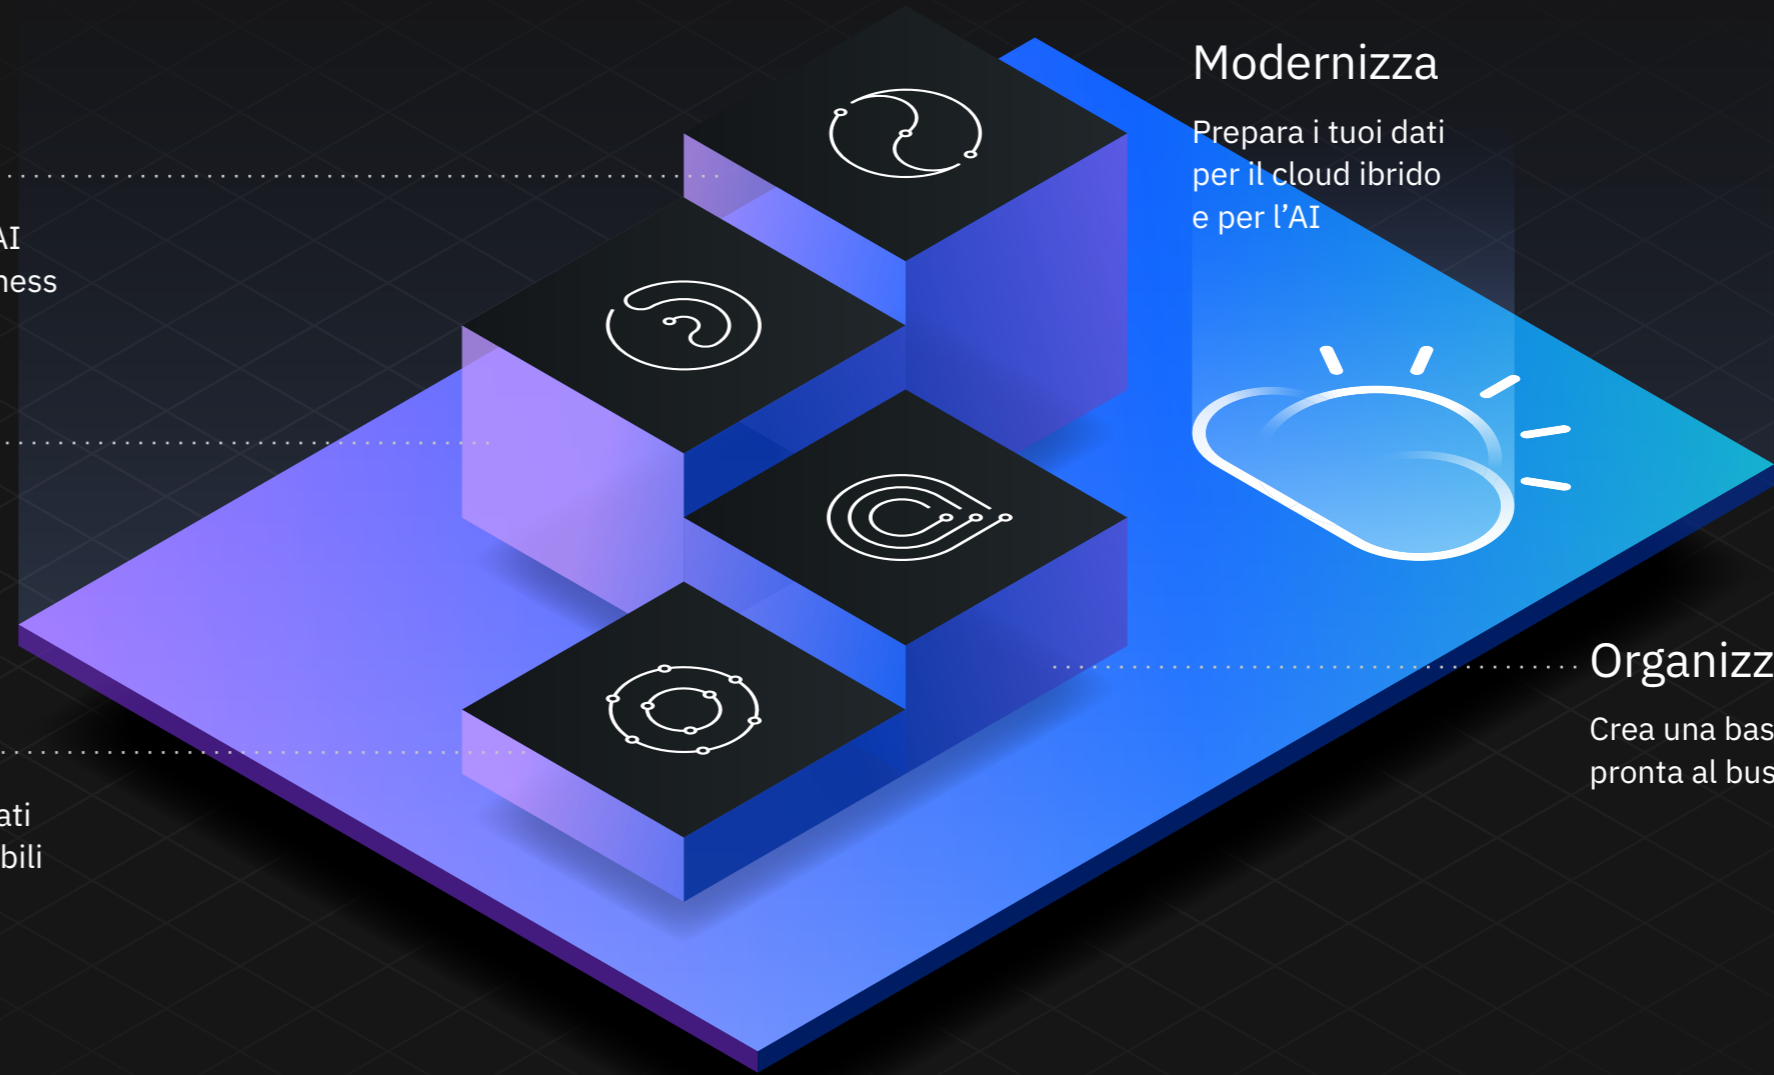 Modernizza
Prepara i tuoi dati
per il cloud ibrido
e per l’AI
AI
ness
Organizz
Crea una bas
pronta al bus
ati
bili